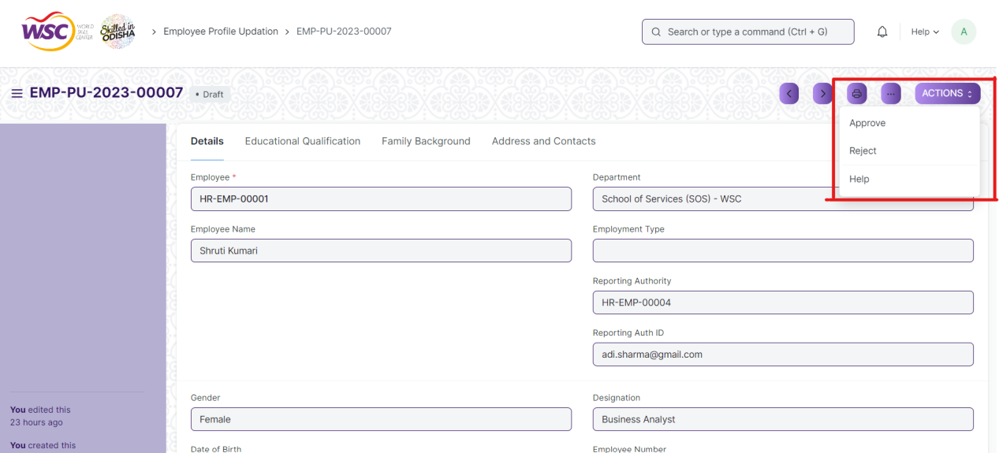 WSC WORLD SKILL CENTER Skilled in ODISHA > Employee Profile Updation > EMP-PU-2023-00007 Search or type a command (Ctrl + G) Help A
EMP-PU-2023-00007 • Draft < > ... ACTIONS
Approve
Reject
Help
Details Educational Qualification Family Background Address and Contacts
Employee * Department
HR-EMP-00001 School of Services (SOS) - WSC
Employee Name Employment Type
Shruti Kumari
Reporting Authority
HR-EMP-00004
Reporting Auth ID
adi.sharma@gmail.com
Gender Designation
Female Business Analyst
Date of Birth Employee Number
You edited this
23 hours ago
You created this